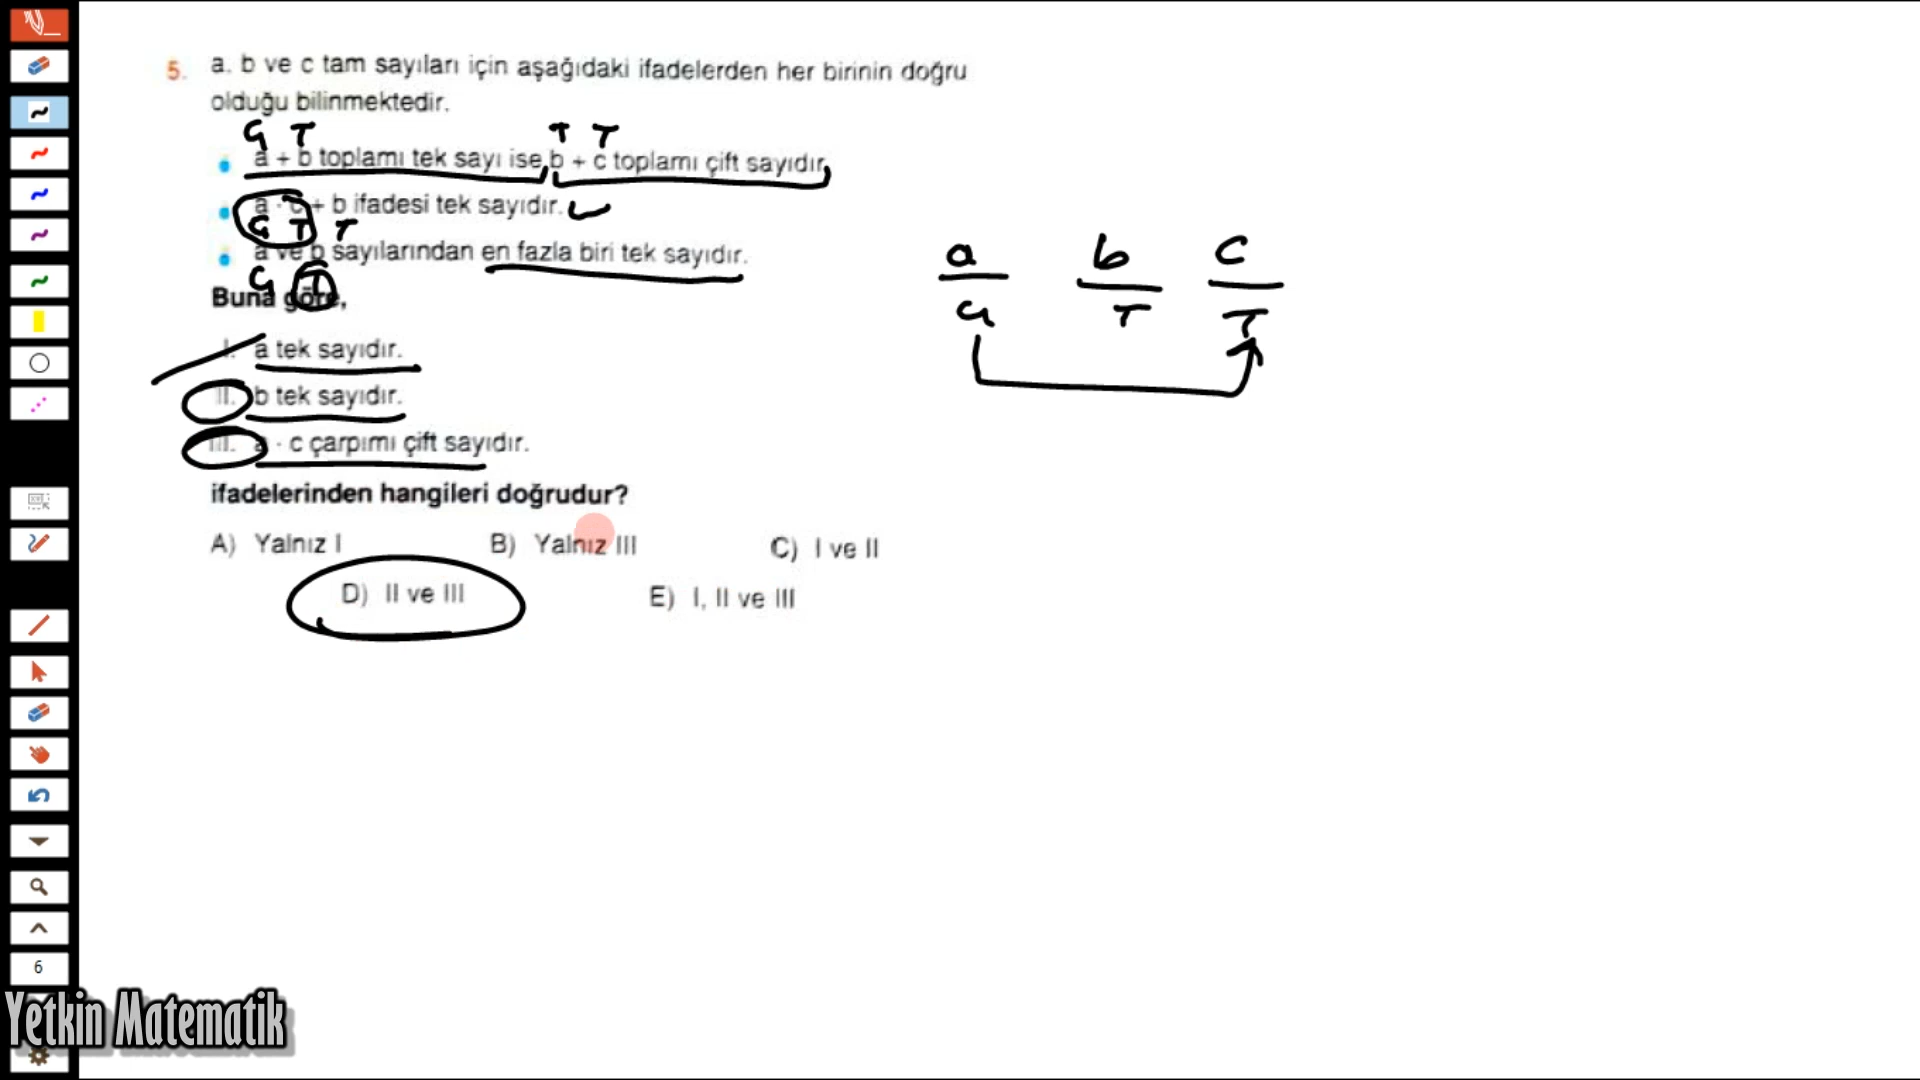 5. a. b ve c tam sayıları için aşağıdaki ifadelerden her birinin doğru
olduğu bilinmektedir.
Ç T T T
a + b toplamı tek sayı ise, b + c toplamı çift sayıdır.
a · c + b ifadesi tek sayıdır.
Ç T T
a ve b sayılarından en fazla biri tek sayıdır.
Ç T
a b c
Ç T T
Buna göre,
I. a tek sayıdır.
II. b tek sayıdır.
III. a · c çarpımı çift sayıdır.
ifadelerinden hangileri doğrudur?
A) Yalnız I B) Yalnız III C) I ve II
D) II ve III E) I, II ve III
6
Yetkin Matematik